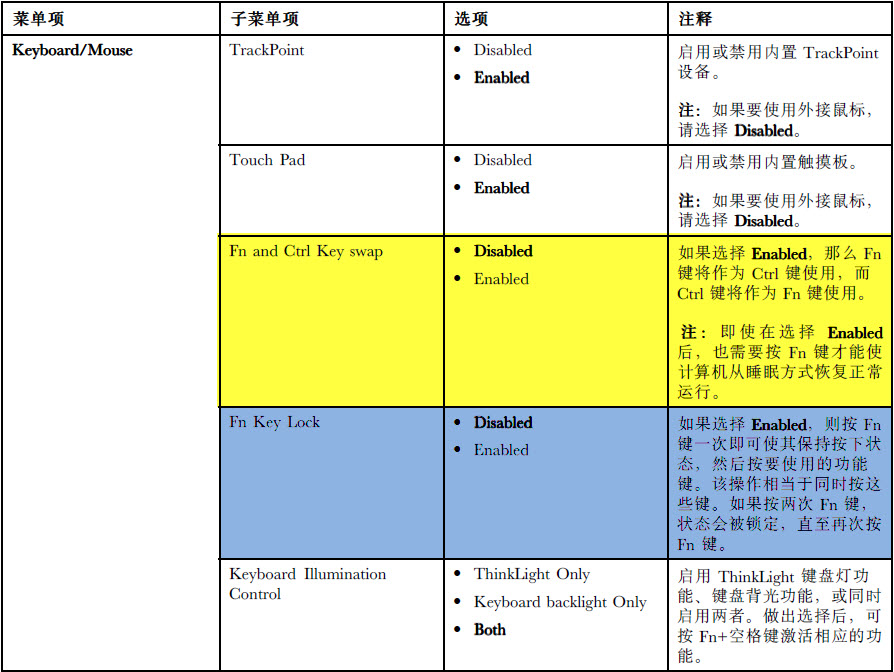 菜单项 子菜单项 选项 注释
Keyboard/Mouse
TrackPoint
• Disabled
• Enabled
启用或禁用内置 TrackPoint
设备。
注：如果要使用外接鼠标，
请选择 Disabled。
Touch Pad
• Disabled
• Enabled
启用或禁用内置触摸板。
注：如果要使用外接鼠标，
请选择 Disabled。
Fn and Ctrl Key swap
• Disabled
• Enabled
如果选择 Enabled，那么 Fn
键将作为 Ctrl 键使用，而
Ctrl 键将作为 Fn 键使用。
注：即使在选择 Enabled
后，也需要按 Fn 键才能使
计算机从睡眠方式恢复正常
运行。
Fn Key Lock
• Disabled
• Enabled
如果选择 Enabled，则按 Fn
键一次即可使其保持按下状
态，然后按要使用的功能
键。该操作相当于同时按这
些键。如果按两次 Fn 键，
状态会被锁定，直至再次按
Fn 键。
Keyboard Illumination
Control
• ThinkLight Only
• Keyboard backlight Only
• Both
启用 ThinkLight 键盘灯功
能、键盘背光功能，或同时
启用两者。做出选择后，可
按 Fn+空格键激活相应的功
能。